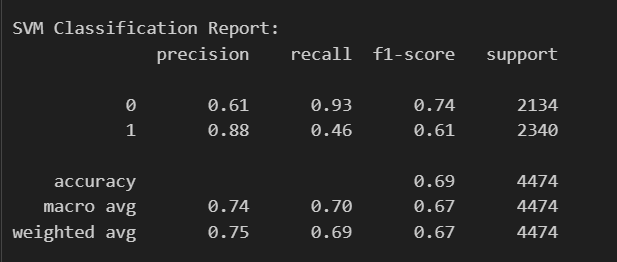 SVM Classification Report:
precision recall f1-score support
0 0.61 0.93 0.74 2134
1 0.88 0.46 0.61 2340
accuracy 0.69 4474
macro avg 0.74 0.70 0.67 4474
weighted avg 0.75 0.69 0.67 4474